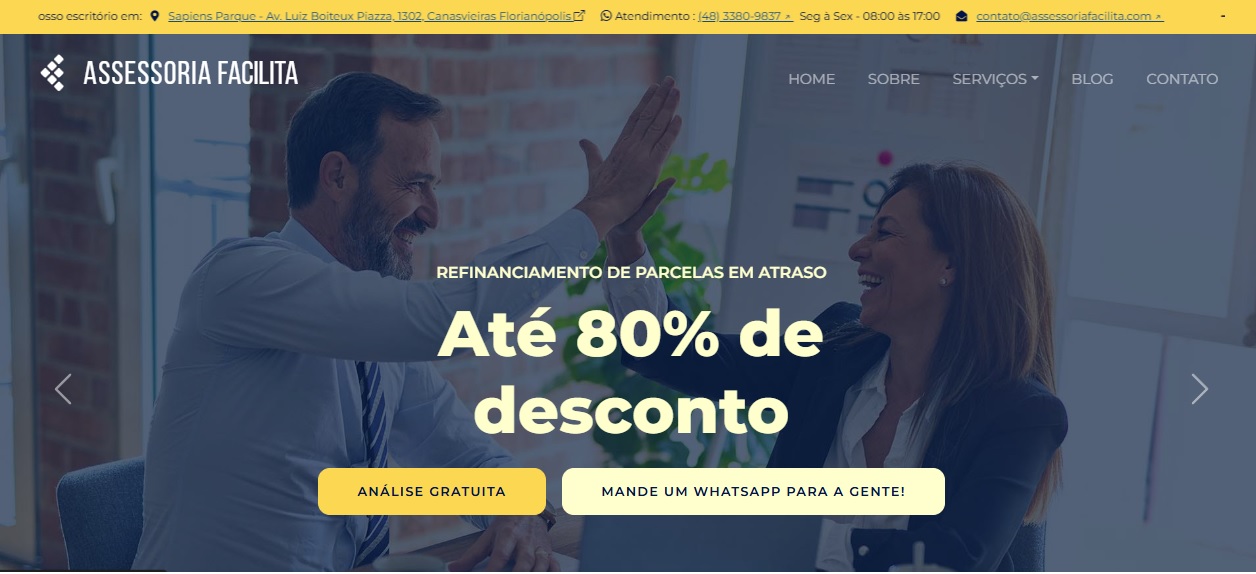 osso escritório em: Sapiens Parque - Av. Luiz Boiteux Piazza, 1302, Canasvieiras Florianópolis Atendimento : (48) 3380-9837 Seg à Sex - 08:00 às 17:00 contato@assessoriafacilita.com -
ASSESSORIA FACILITA
HOME SOBRE SERVIÇOS BLOG CONTATO
REFINANCIAMENTO DE PARCELAS EM ATRASO
Até 80% de
desconto
ANÁLISE GRATUITA MANDE UM WHATSAPP PARA A GENTE!